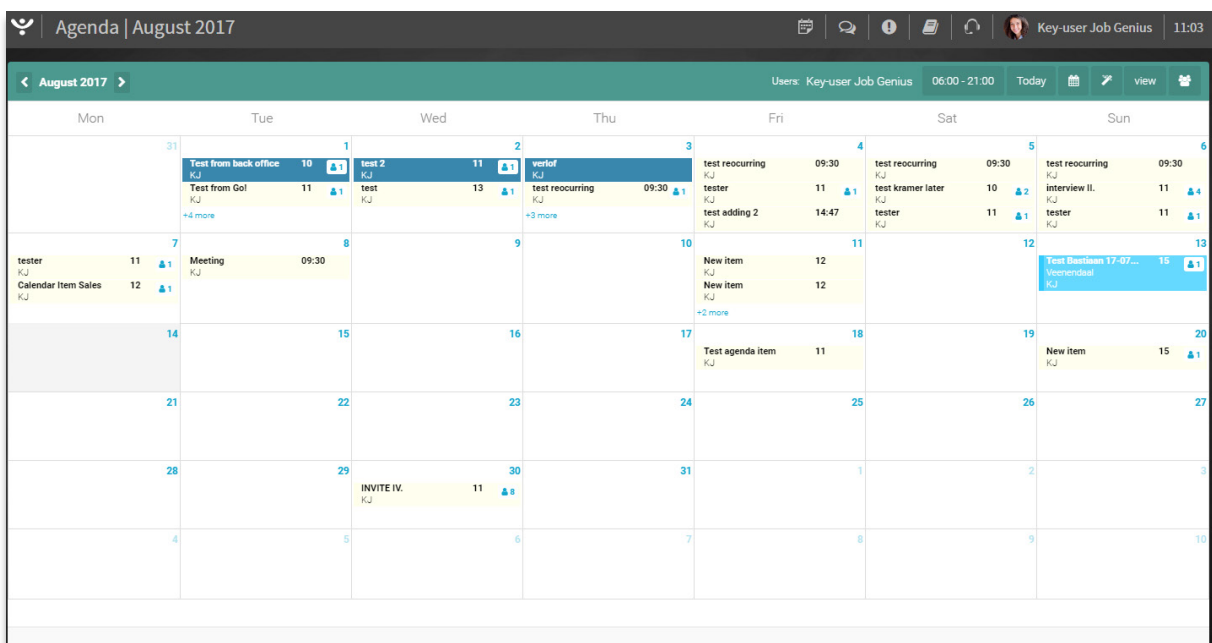 Agenda | August 2017
Key-user Job Genius
11:03
August 2017
Users: Key-user Job Genius
06:00 - 21:00
Today
view
Mon Tue Wed Thu Fri Sat Sun
31 1 2 3 4 5 6
Test from back office 10 1
KJ
Test from Go! 11 1
KJ
+4 more
test 2 11 1
KJ
test 13 1
KJ
verlof
KJ
test reocurring 09:30 1
KJ
+3 more
test reocurring 09:30
KJ
tester 11 1
KJ
test adding 2 14:47
KJ
test reocurring 09:30
KJ
test kramer later 10 2
KJ
tester 11 1
KJ
test reocurring 09:30
KJ
interview II. 11 4
KJ
tester 11 1
KJ
7 8 9 10 11 12 13
tester 11 1
KJ
Calendar Item Sales 12 1
KJ
Meeting 09:30
KJ
New item 12
KJ
New item 12
KJ
+2 more
Test Bastiaan 17-07... 15 1
Veenendaal
KJ
14 15 16 17 18 19 20
Test agenda item 11
KJ
New item 15 1
KJ
21 22 23 24 25 26 27
28 29 30 31 1 2 3
INVITE IV. 11 8
KJ
4 5 6 7 8 9 10